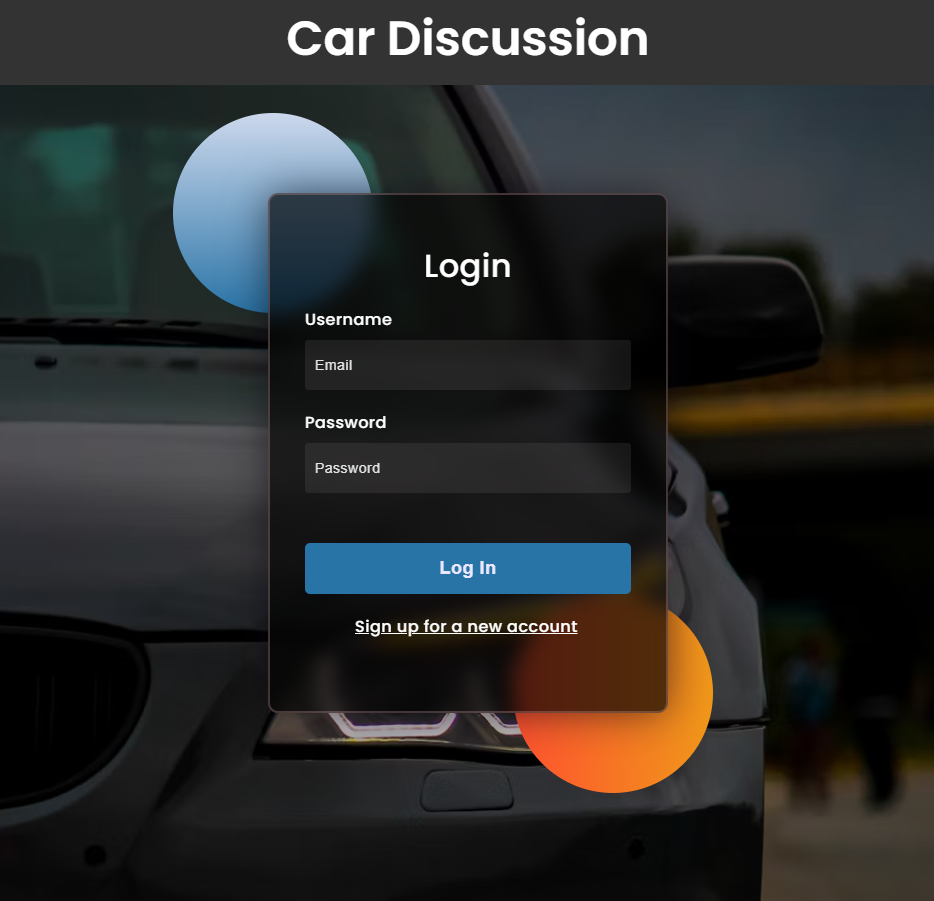 Car Discussion
Login
Username
Email
Password
Password
Log In
Sign up for a new account